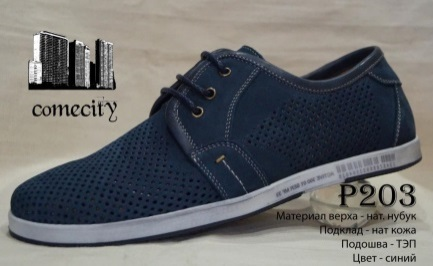 comecity
P203
Материал верха - нат. нубук
Подклад - нат кожа
Подошва - ТЭП
Цвет - синий